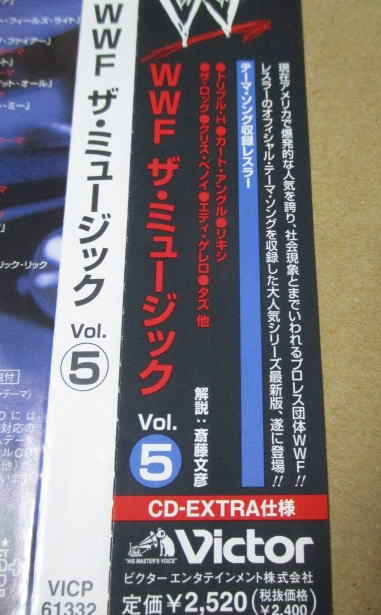 現在アメリカで爆発的な人気を誇り、社会現象とまでいわれるプロレス団体WWF!!
レスラーのオフィシャル・テーマ・ソングを収録した大人気シリーズ最新版、遂に登場!!
テーマ・ソング収録レスラー
●トリプル・H●カート・アングル●リキシ
●ザ・ロック●クリス・ベノイ●エディ・ゲレロ●タズ 他
WWF ザ・ミュージック
Vol.
5
解説:斎藤文彦
CD-EXTRA仕様
"HIS MASTER'S VOICE"
Victor
ビクター エンタテインメント株式会社
定価¥2,520(税抜価格 ¥2,400)
WWF ザ・ミュージック
Vol.
5
VICP
61332